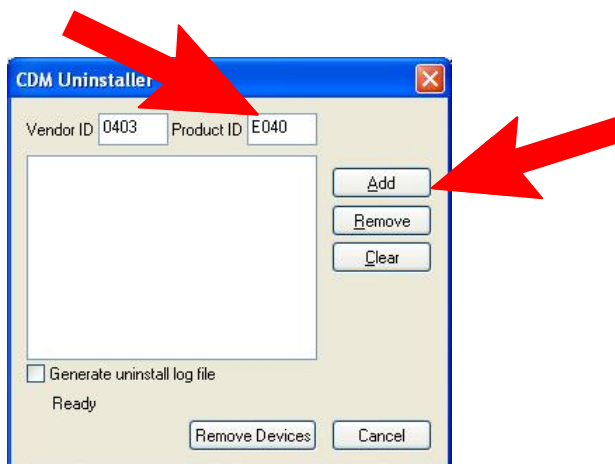 CDM Uninstaller
Vendor ID 0403 Product ID E040
Add
Remove
Clear
Generate uninstall log file
Ready
Remove Devices Cancel